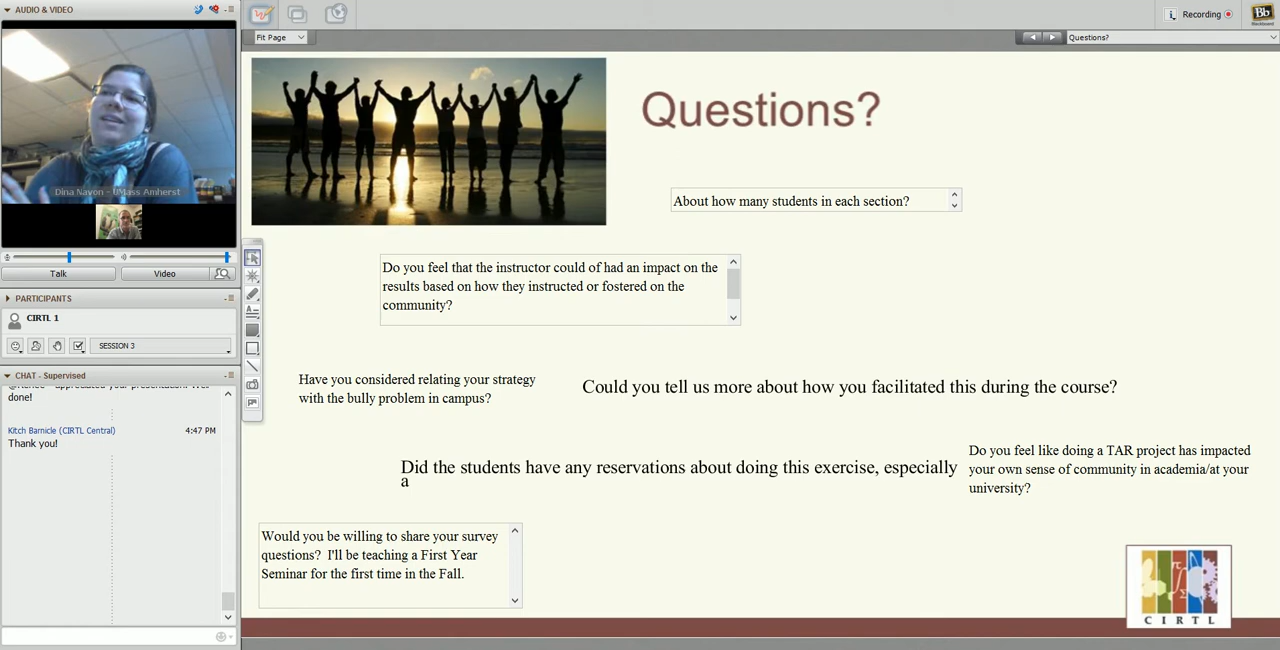 AUDIO & VIDEO
Dina Navon - UMass Amherst
Talk
Video
PARTICIPANTS
CIRTL 1
SESSION 3
CHAT - Supervised
done!
Kitch Barnicle (CIRTL Central) 4:47 PM
Thank you!
Recording
Bb
Blackboard
Fit Page
Questions?
Questions?
About how many students in each section?
Do you feel that the instructor could of had an impact on the
results based on how they instructed or fostered on the
community?
Have you considered relating your strategy
with the bully problem in campus?
Could you tell us more about how you facilitated this during the course?
Did the students have any reservations about doing this exercise, especially
a
Do you feel like doing a TAR project has impacted
your own sense of community in academia/at your
university?
Would you be willing to share your survey
questions? I'll be teaching a First Year
Seminar for the first time in the Fall.
CIRTL